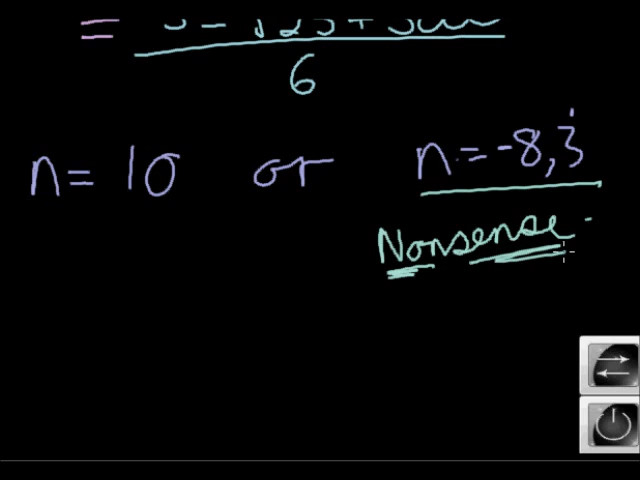 =
6
n = 10 or n = -8,3̇
Nonsense